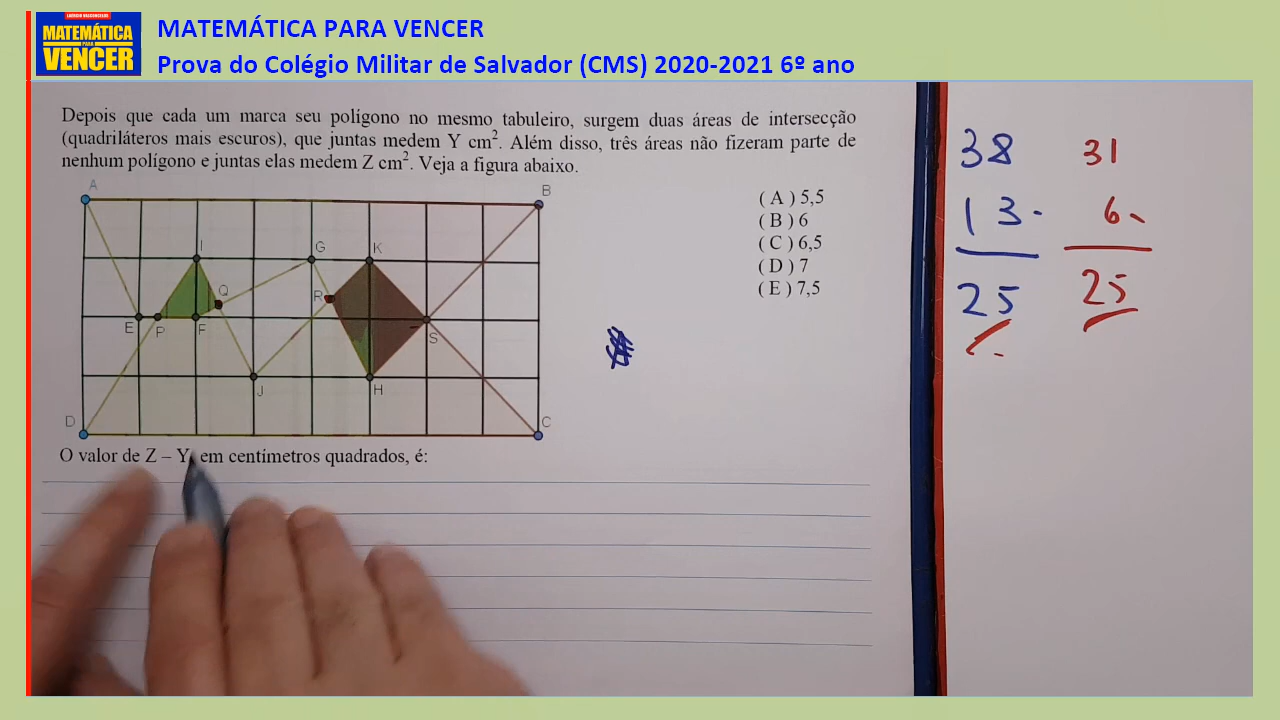 LAÉRCIO VASCONCELOS
MATEMÁTICA
PARA
VENCER
MATEMÁTICA PARA VENCER
Prova do Colégio Militar de Salvador (CMS) 2020-2021 6º ano
Depois que cada um marca seu polígono no mesmo tabuleiro, surgem duas áreas de intersecção
(quadriláteros mais escuros), que juntas medem Y cm². Além disso, três áreas não fizeram parte de
nenhum polígono e juntas elas medem Z cm². Veja a figura abaixo.
A B
I G K
R Q
E P F S
J H
D C
( A ) 5,5
( B ) 6
( C ) 6,5
( D ) 7
( E ) 7,5
O valor de Z – Y, em centímetros quadrados, é:
38 31
13 - 6
25 25